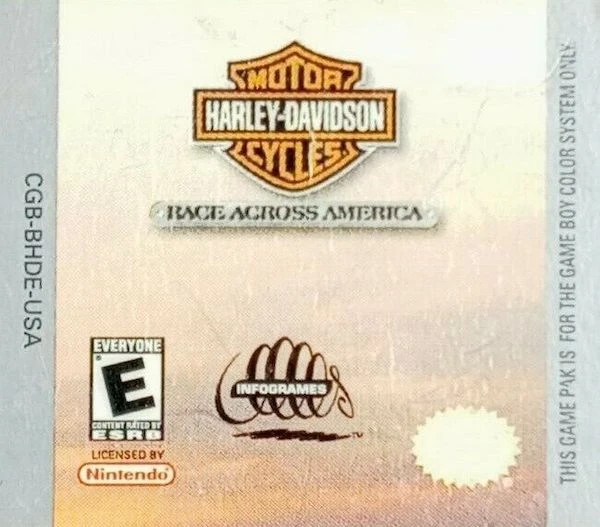 MOTOR
HARLEY-DAVIDSON
CYCLES
RACE ACROSS AMERICA
CGB-BHDE-USA
EVERYONE
E
CONTENT RATED BY
ESRB
INFOGRAMES
TM
LICENSED BY
Nintendo
THIS GAME PAK IS FOR THE GAME BOY COLOR SYSTEM ONLY.